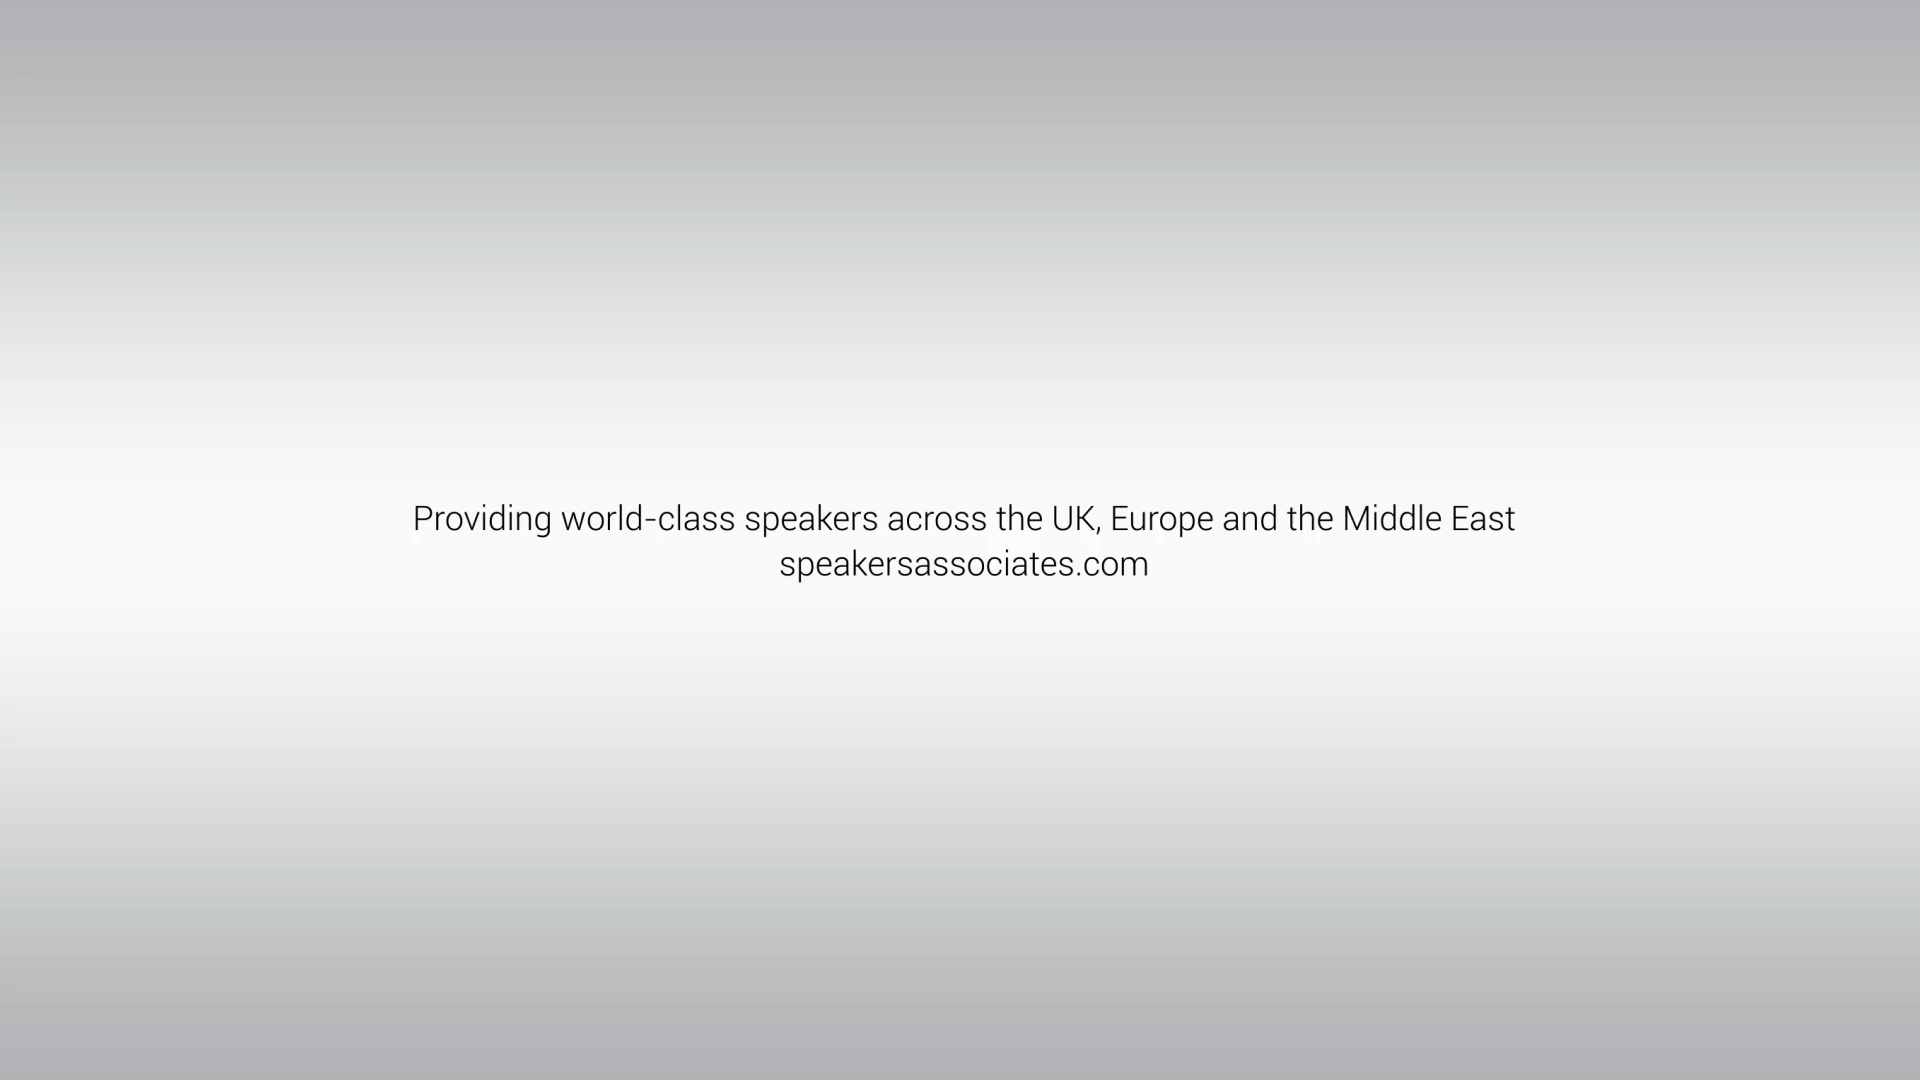 Providing world-class speakers across the UK, Europe and the Middle East
speakersassociates.com